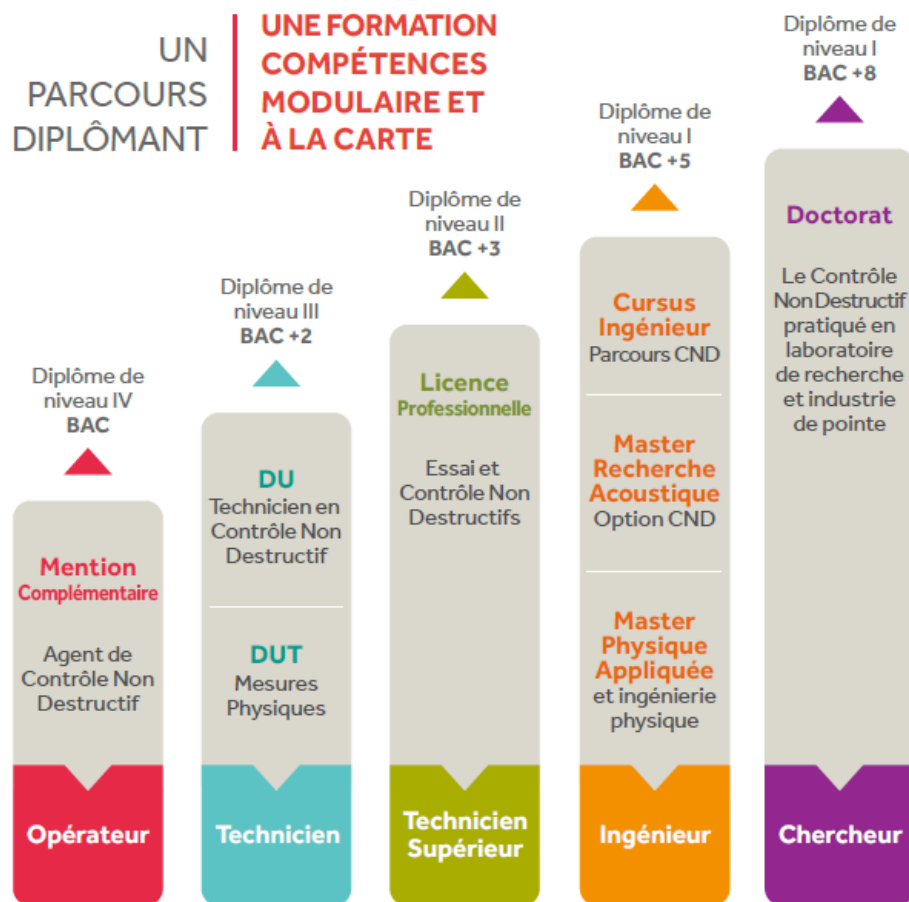 UN
PARCOURS
DIPLÔMANT
UNE FORMATION
COMPÉTENCES
MODULAIRE ET
À LA CARTE
Diplôme de
niveau IV
BAC
Mention
Complémentaire
Agent de
Contrôle Non
Destructif
Opérateur
Diplôme de
niveau III
BAC +2
DU
Technicien en
Contrôle Non
Destructif
DUT
Mesures
Physiques
Technicien
Diplôme de
niveau II
BAC +3
Licence
Professionnelle
Essai et
Contrôle Non
Destructifs
Technicien
Supérieur
Diplôme de
niveau I
BAC +5
Cursus
Ingénieur
Parcours CND
Master
Recherche
Acoustique
Option CND
Master
Physique
Appliquée
et ingénierie
physique
Ingénieur
Diplôme de
niveau I
BAC +8
Doctorat
Le Contrôle
Non Destructif
pratiqué en
laboratoire
de recherche
et industrie
de pointe
Chercheur